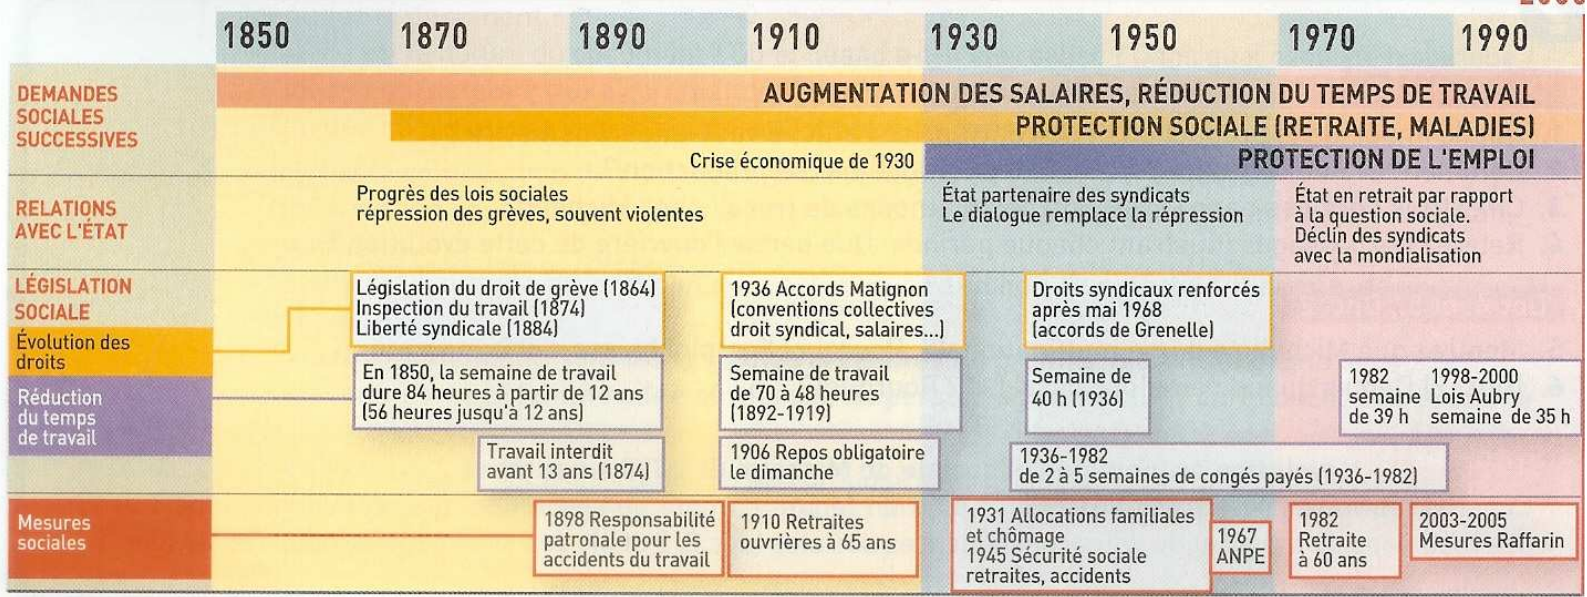 1850 1870 1890 1910 1930 1950 1970 1990
DEMANDES
SOCIALES
SUCCESSIVES
AUGMENTATION DES SALAIRES, RÉDUCTION DU TEMPS DE TRAVAIL
PROTECTION SOCIALE (RETRAITE, MALADIES)
Crise économique de 1930
PROTECTION DE L'EMPLOI
RELATIONS
AVEC L'ÉTAT
Progrès des lois sociales
répression des grèves, souvent violentes
État partenaire des syndicats
Le dialogue remplace la répression
État en retrait par rapport
à la question sociale.
Déclin des syndicats
avec la mondialisation
LÉGISLATION
SOCIALE
Évolution des
droits
Législation du droit de grève (1864)
Inspection du travail (1874)
Liberté syndicale (1884)
1936 Accords Matignon
(conventions collectives
droit syndical, salaires...)
Droits syndicaux renforcés
après mai 1968
(accords de Grenelle)
Réduction
du temps
de travail
En 1850, la semaine de travail
dure 84 heures à partir de 12 ans
(56 heures jusqu'à 12 ans)
Semaine de travail
de 70 à 48 heures
(1892-1919)
Semaine de
40 h (1936)
1982
semaine
de 39 h
1998-2000
Lois Aubry
semaine de 35 h
Travail interdit
avant 13 ans (1874)
1906 Repos obligatoire
le dimanche
1936-1982
de 2 à 5 semaines de congés payés (1936-1982)
Mesures
sociales
1898 Responsabilité
patronale pour les
accidents du travail
1910 Retraites
ouvrières à 65 ans
1931 Allocations familiales
et chômage
1945 Sécurité sociale
retraites, accidents
1967
ANPE
1982
Retraite
à 60 ans
2003-2005
Mesures Raffarin